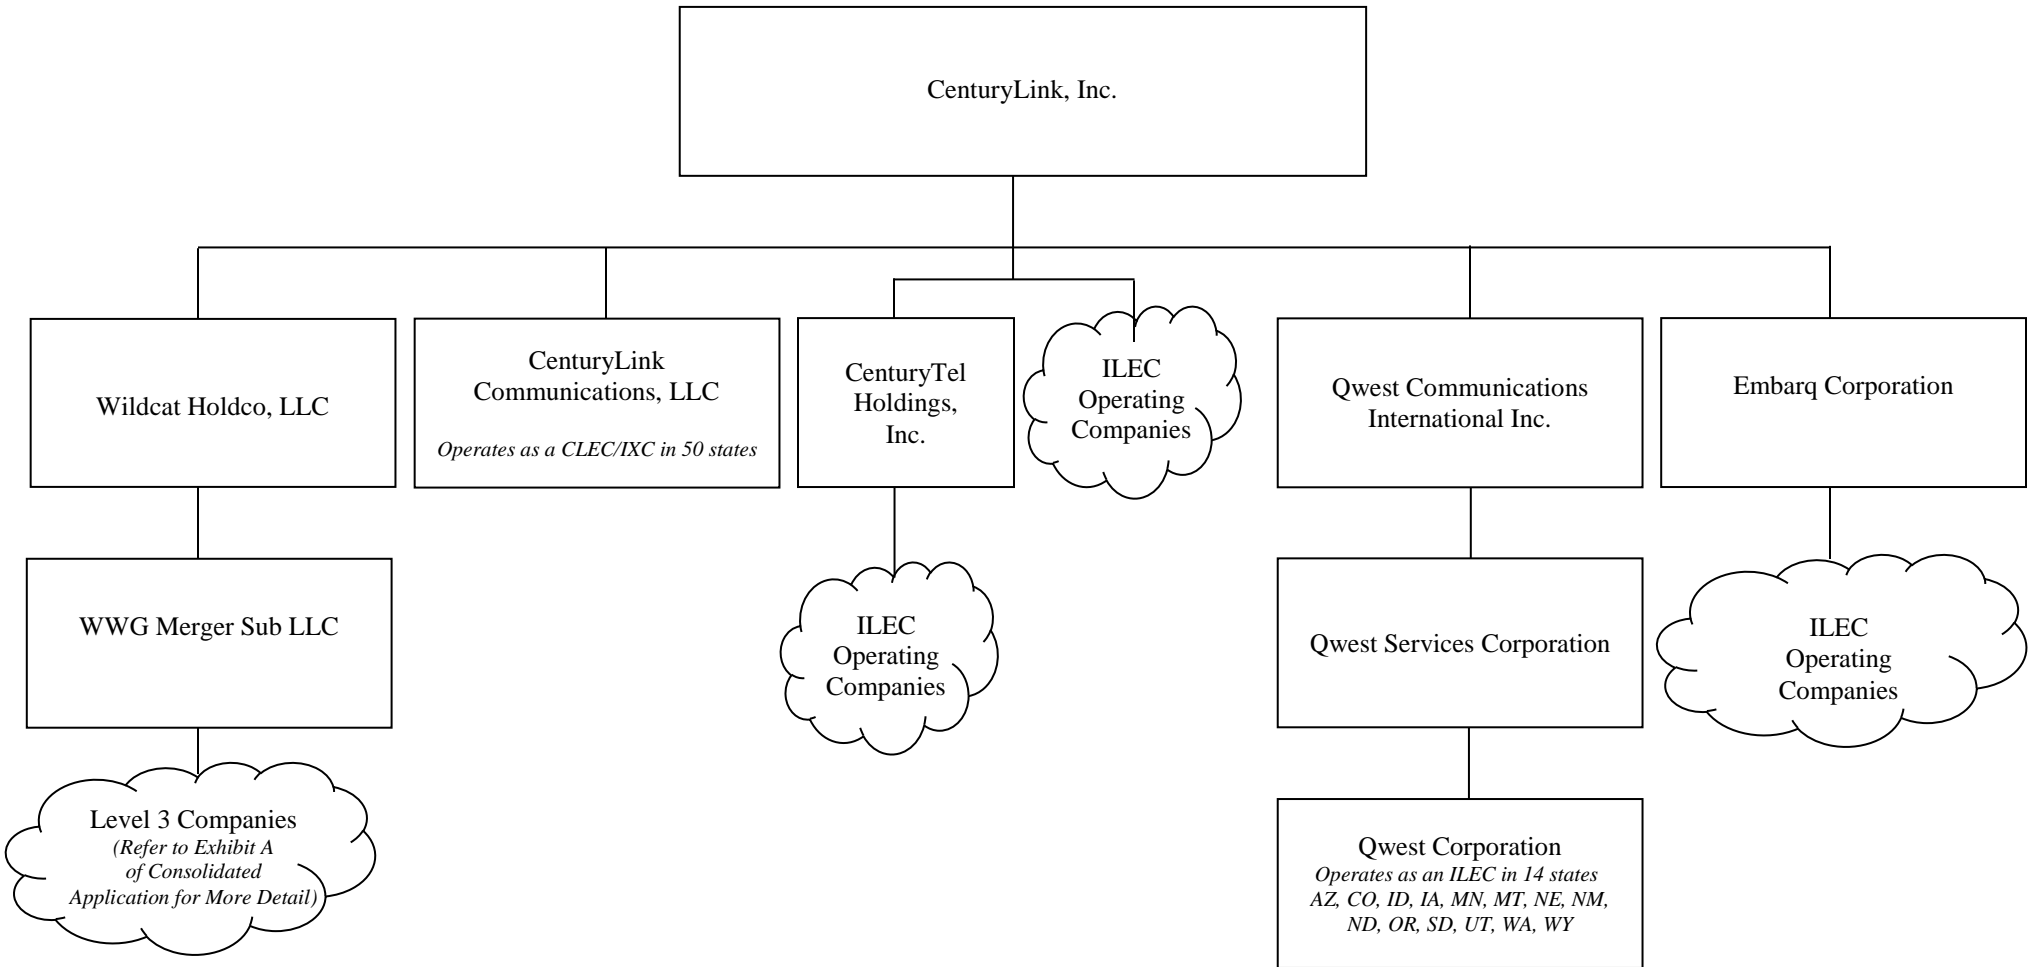 CenturyLink, Inc.
Wildcat Holdco, LLC
CenturyLink
Communications, LLC
Operates as a CLEC/IXC in 50 states
CenturyTel
Holdings,
Inc.
ILEC
Operating
Companies
Qwest Communications
International Inc.
Embarq Corporation
WWG Merger Sub LLC
ILEC
Operating
Companies
Qwest Services Corporation
ILEC
Operating
Companies
Level 3 Companies
(Refer to Exhibit A
of Consolidated
Application for More Detail)
Qwest Corporation
Operates as an ILEC in 14 states
AZ, CO, ID, IA, MN, MT, NE, NM,
ND, OR, SD, UT, WA, WY